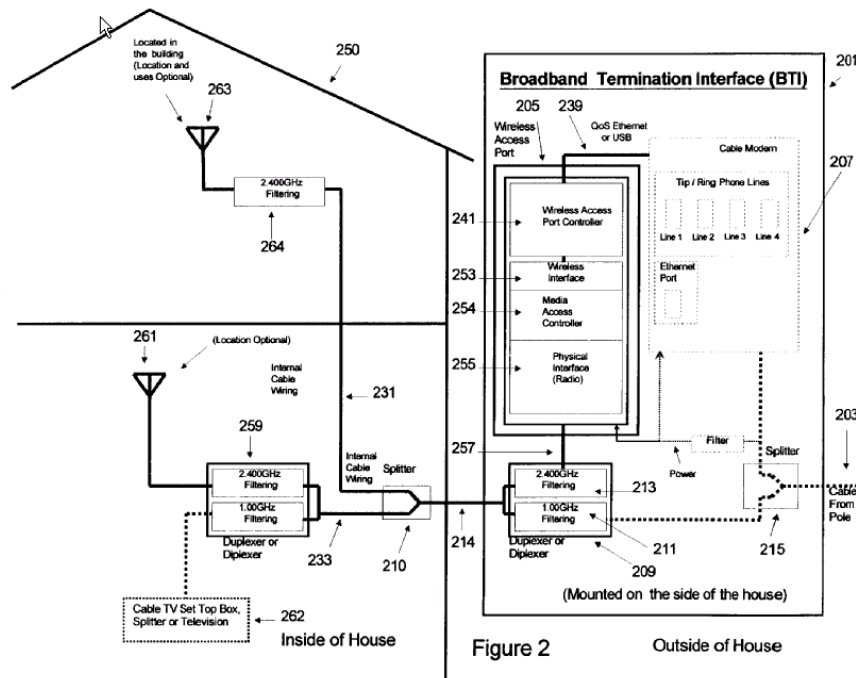 Located in
the building
(Location and
uses Optional)
263
250
2.400GHz
Filtering
264
261
(Location Optional)
Internal
Cable
Wiring
231
259
2.400GHz
Filtering
1.00GHz
Filtering
Duplexer or
Diplexer
233
Internal
Cable
Wiring
Splitter
210
214
Cable TV Set Top Box,
Splitter or Television
262
Inside of House
Broadband Termination Interface (BTI)
201
205
239
Wireless
Access
Port
QoS Ethernet
or USB
Cable Modem
207
Tip / Ring Phone Lines
Line 1
Line 2
Line 3
Line 4
Ethernet
Port
241
Wireless Access
Port Controller
253
Wireless
Interface
254
Media
Access
Controller
255
Physical
Interface
(Radio)
257
Filter
Power
Splitter
203
Cable
From
Pole
215
2.400GHz
Filtering
213
1.00GHz
Filtering
211
Duplexer or
Diplexer
209
(Mounted on the side of the house)
Figure 2
Outside of House